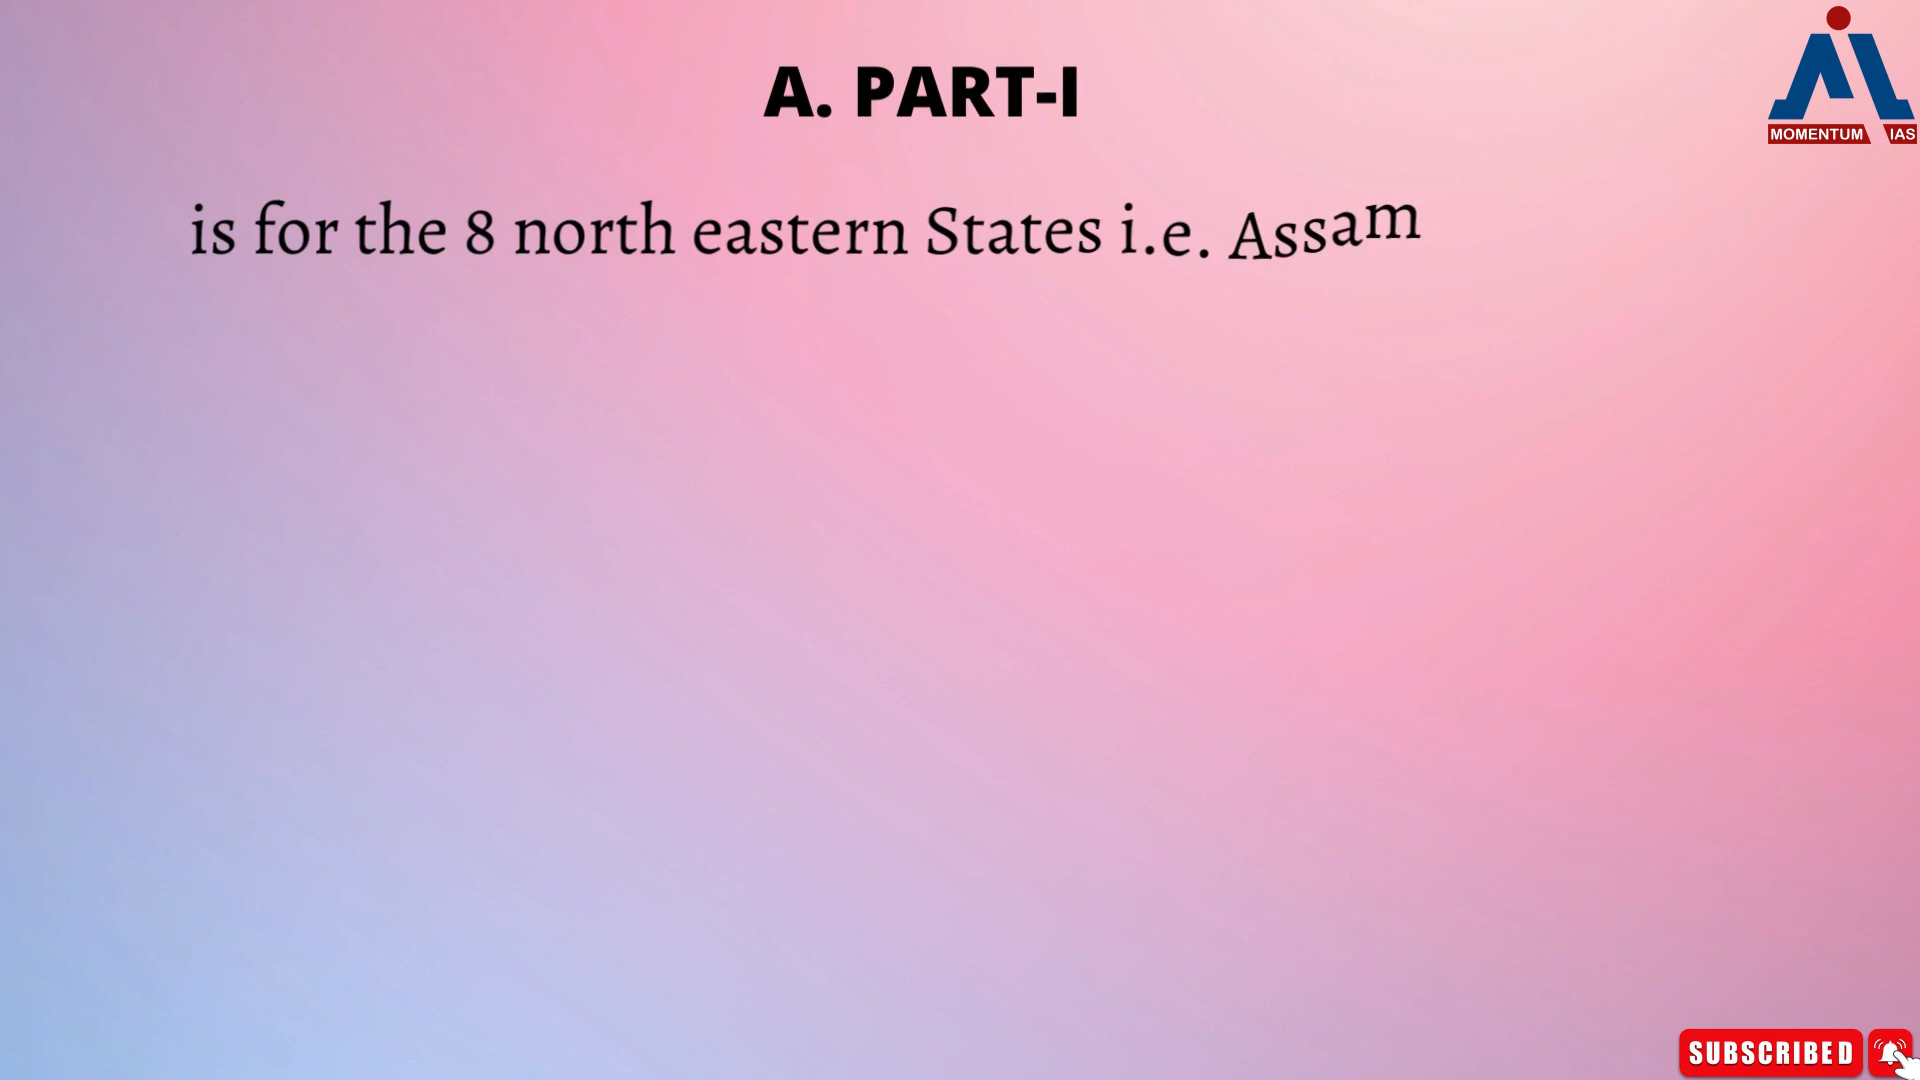 A. PART-I
MOMENTUM IAS
is for the 8 north eastern States i.e. Assam
SUBSCRIBED